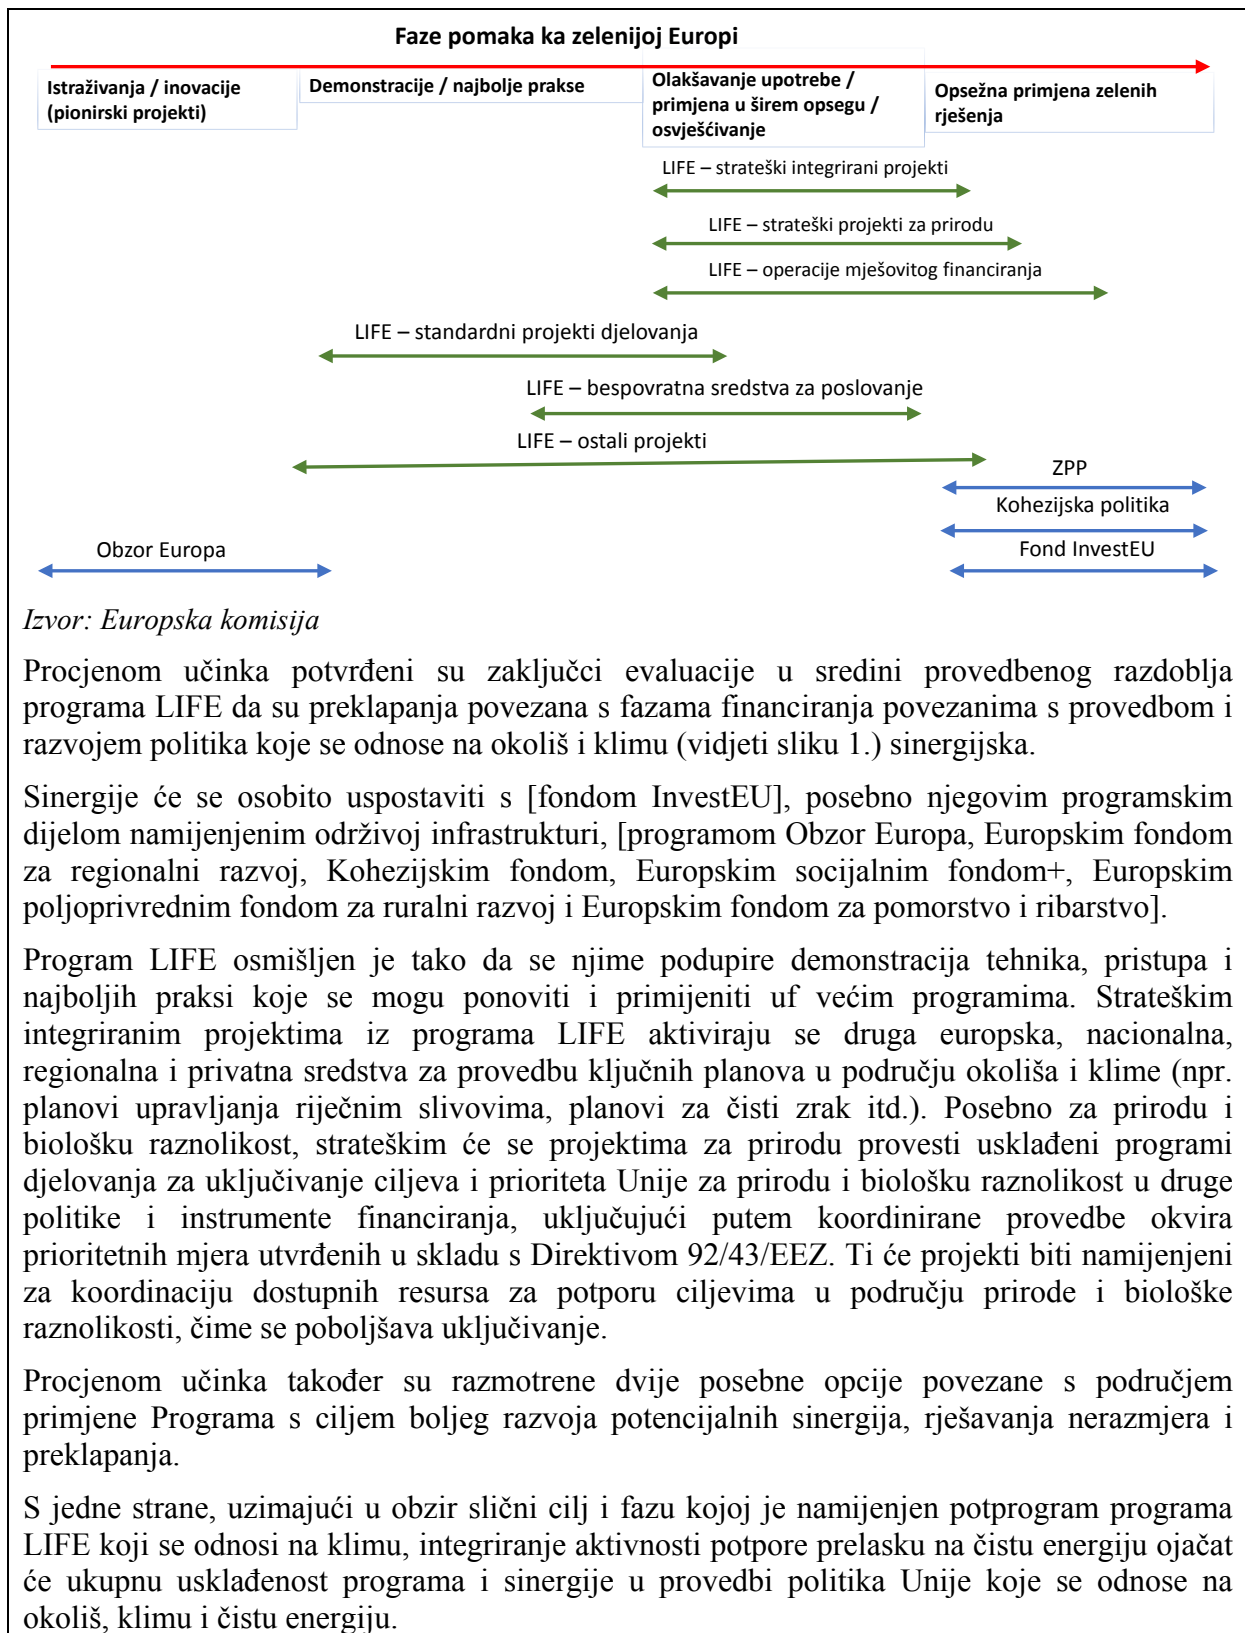 Faze pomaka ka zelenijoj Europi
Istraživanja / inovacije
(pionirski projekti)
Demonstracije / najbolje prakse
Olakšavanje upotrebe /
primjena u širem opsegu /
osvješćivanje
Opsežna primjena zelenih
rješenja
LIFE – strateški integrirani projekti
LIFE – strateški projekti za prirodu
LIFE – operacije mješovitog financiranja
LIFE – standardni projekti djelovanja
LIFE – bespovratna sredstva za poslovanje
LIFE – ostali projekti
ZPP
Kohezijska politika
Obzor Europa
Fond InvestEU
Izvor: Europska komisija
Procjenom učinka potvrđeni su zaključci evaluacije u sredini provedbenog razdoblja
programa LIFE da su preklapanja povezana s fazama financiranja povezanima s provedbom i
razvojem politika koje se odnose na okoliš i klimu (vidjeti sliku 1.) sinergijska.
Sinergije će se osobito uspostaviti s [fondom InvestEU], posebno njegovim programskim
dijelom namijenjenim održivoj infrastrukturi, [programom Obzor Europa, Europskim fondom
za regionalni razvoj, Kohezijskim fondom, Europskim socijalnim fondom+, Europskim
poljoprivrednim fondom za ruralni razvoj i Europskim fondom za pomorstvo i ribarstvo].
Program LIFE osmišljen je tako da se njime podupire demonstracija tehnika, pristupa i
najboljih praksi koje se mogu ponoviti i primijeniti uf većim programima. Strateškim
integriranim projektima iz programa LIFE aktiviraju se druga europska, nacionalna,
regionalna i privatna sredstva za provedbu ključnih planova u području okoliša i klime (npr.
planovi upravljanja riječnim slivovima, planovi za čisti zrak itd.). Posebno za prirodu i
biološku raznolikost, strateškim će se projektima za prirodu provesti usklađeni programi
djelovanja za uključivanje ciljeva i prioriteta Unije za prirodu i biološku raznolikost u druge
politike i instrumente financiranja, uključujući putem koordinirane provedbe okvira
prioritetnih mjera utvrđenih u skladu s Direktivom 92/43/EEZ. Ti će projekti biti namijenjeni
za koordinaciju dostupnih resursa za potporu ciljevima u području prirode i biološke
raznolikosti, čime se poboljšava uključivanje.
Procjenom učinka također su razmotrene dvije posebne opcije povezane s područjem
primjene Programa s ciljem boljeg razvoja potencijalnih sinergija, rješavanja nerazmjera i
preklapanja.
S jedne strane, uzimajući u obzir slični cilj i fazu kojoj je namijenjen potprogram programa
LIFE koji se odnosi na klimu, integriranje aktivnosti potpore prelasku na čistu energiju ojačat
će ukupnu usklađenost programa i sinergije u provedbi politika Unije koje se odnose na
okoliš, klimu i čistu energiju.